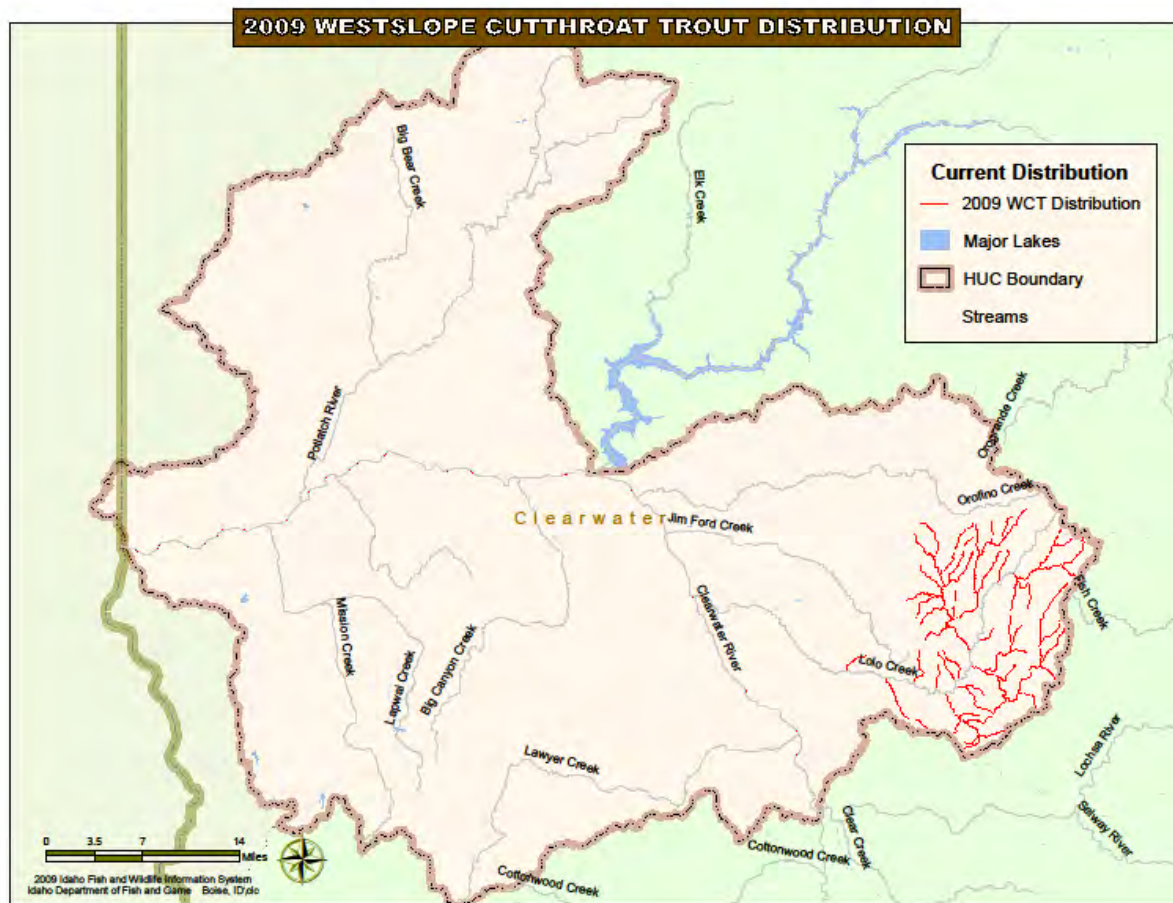 2009 WESTSLOPE CUTTHROAT TROUT DISTRIBUTION
Big Bear Creek
Elk Creek
Current Distribution
2009 WCT Distribution
Major Lakes
HUC Boundary
Streams
Potlatch River
Orogrande Creek
Orofino Creek
Clearwater
Jim Ford Creek
Fish Creek
Mission Creek
Lapwai Creek
Big Canyon Creek
Clearwater River
Lolo Creek
Lochsa River
Selway River
Lawyer Creek
Clear Creek
Cottonwood Creek
Cottonwood Creek
0 3.5 7 14
Miles
2009 Idaho Fish and Wildlife Information System
Idaho Department of Fish and Game Boise, ID\clc